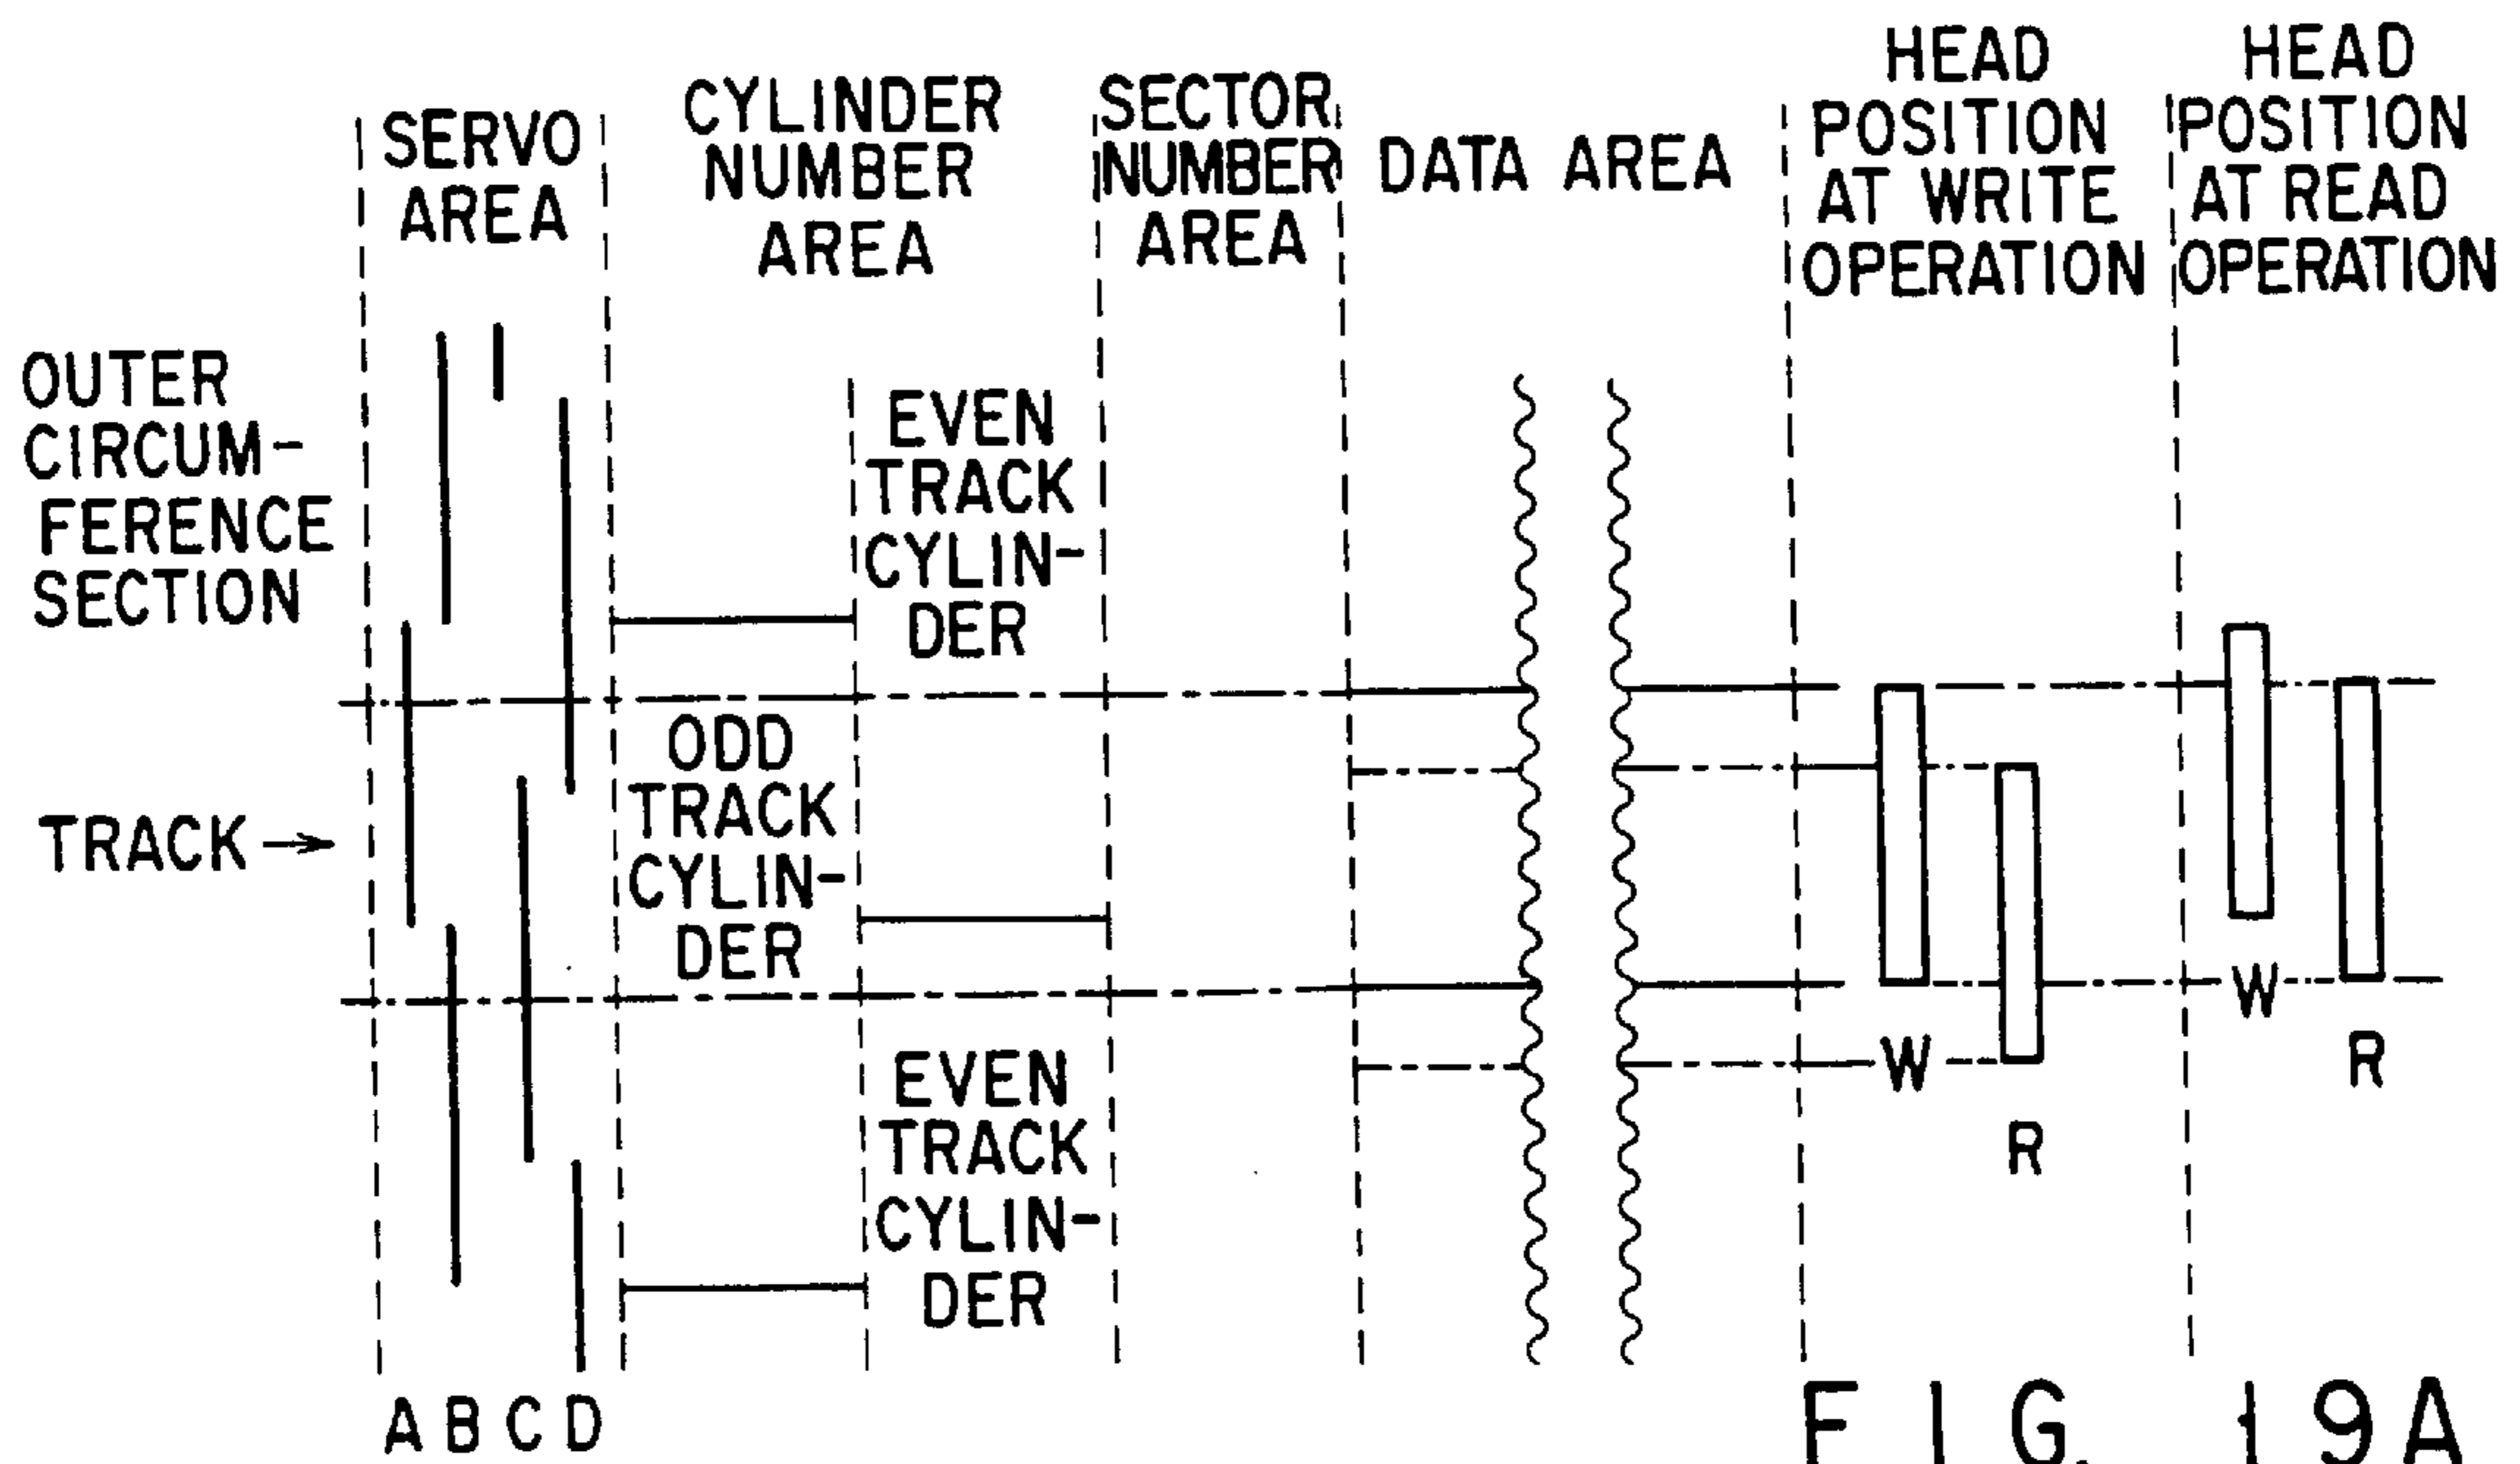 SERVO
AREA
CYLINDER
NUMBER
AREA
SECTOR
NUMBER
AREA
DATA AREA
HEAD
POSITION
AT WRITE
OPERATION
HEAD
POSITION
AT READ
OPERATION
OUTER
CIRCUM-
FERENCE
SECTION
EVEN
TRACK
CYLIN-
DER
ODD
TRACK
CYLIN-
DER
TRACK
EVEN
TRACK
CYLIN-
DER
W
R
W
R
A B C D
FIG. 19A